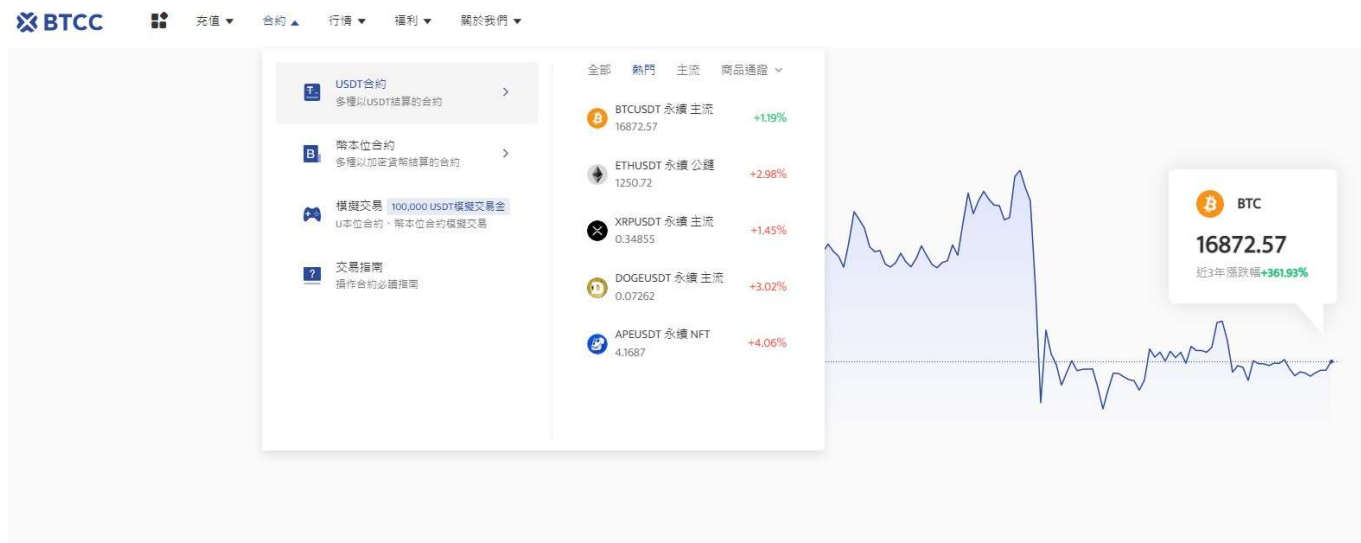 BTCC
充值 ▼
合約 ▲
行情 ▼
福利 ▼
關於我們 ▼
USDT合約
多種以USDT結算的合約
幣本位合約
多種以加密貨幣結算的合約
模擬交易 100,000 USDT模擬交易金
U本位合約、幣本位合約模擬交易
交易指南
操作合約必讀指南
全部 熱門 主流 商品通證
BTCUSDT 永續 主流
16872.57
+1.19%
ETHUSDT 永續 公鏈
1250.72
+2.98%
XRPUSDT 永續 主流
0.34855
+1.45%
DOGEUSDT 永續 主流
0.07262
+3.02%
APEUSDT 永續 NFT
4.1687
+4.06%
BTC
16872.57
近3年漲跌幅+361.93%